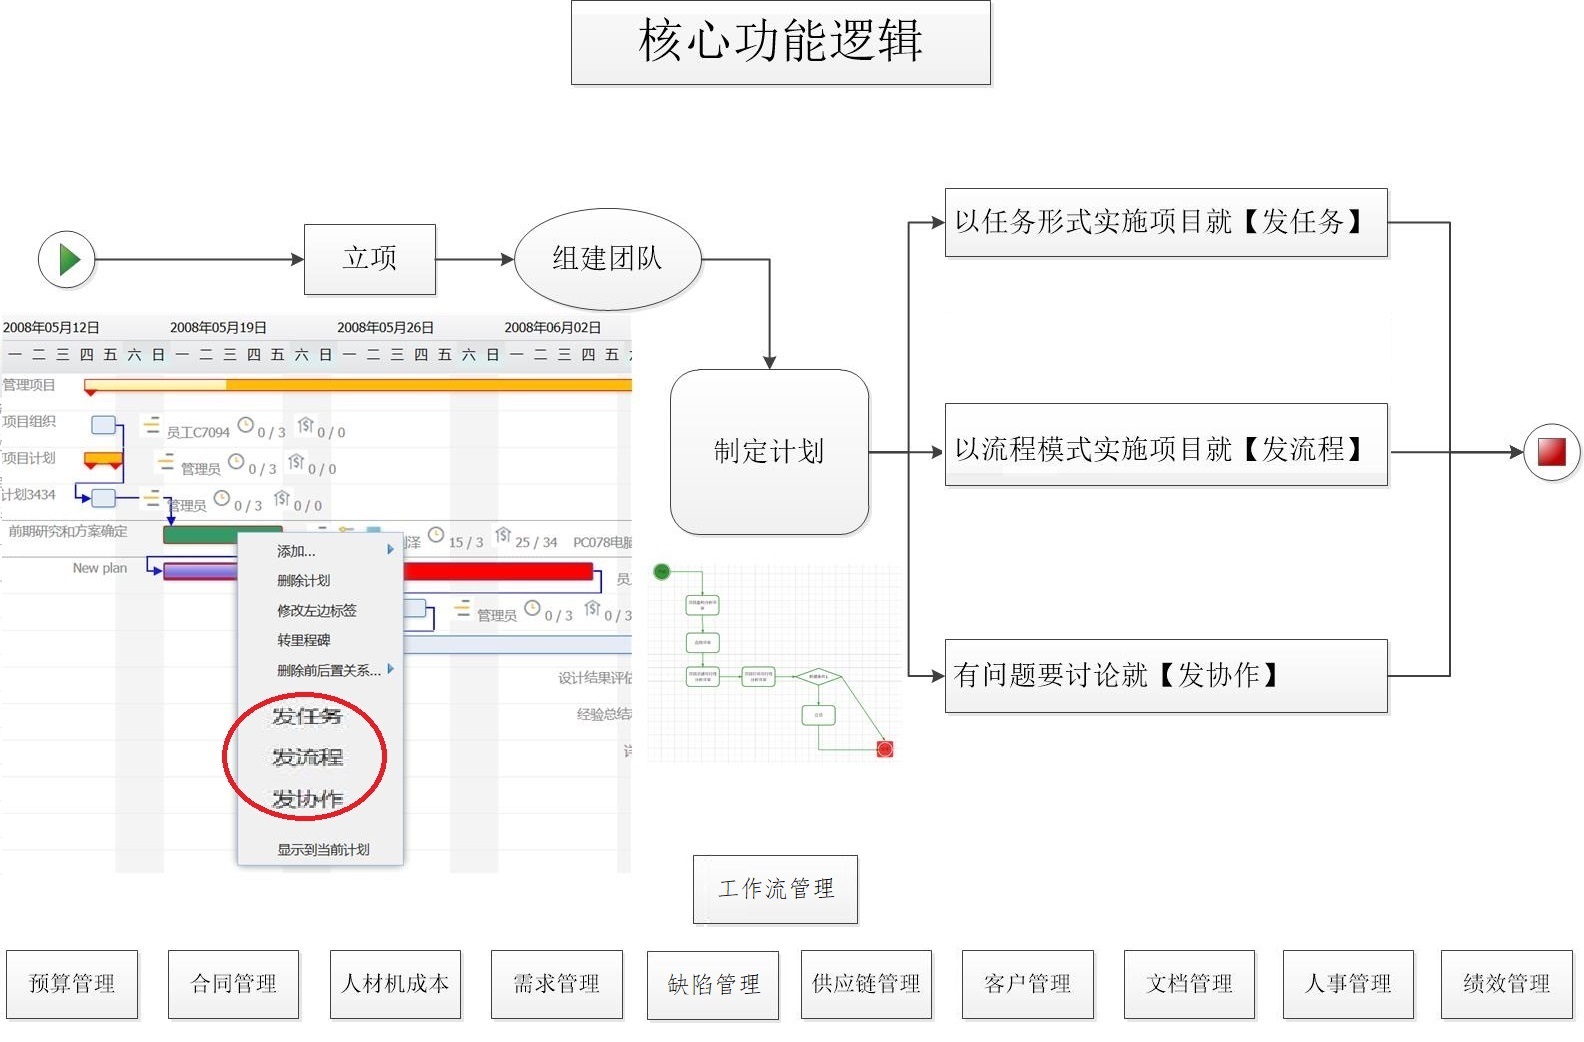 核心功能逻辑
立项
组建团队
以任务形式实施项目就【发任务】
制定计划
以流程模式实施项目就【发流程】
有问题要讨论就【发协作】
2008年05月12日 2008年05月19日 2008年05月26日 2008年06月02日
一 二 三 四 五 六 日 一 二 三 四 五 六 日 一 二 三 四 五 六 日 一 二 三 四 五
管理项目
项目组织 员工C7094 0 / 3 0 / 0
项目计划 管理员 0 / 3 0 / 0
计划3434 管理员 0 / 3 0 / 0
前期研究和方案确定 泽 15 / 3 25 / 34 PC078电脑
New plan 员
管理员 0 / 3 0 / 3
设计结果评估
经验总结
添加...
删除计划
修改左边标签
转里程碑
删除前后置关系...
发任务
发流程
发协作
显示到当前计划
工作流管理
预算管理
合同管理
人材机成本
需求管理
缺陷管理
供应链管理
客户管理
文档管理
人事管理
绩效管理